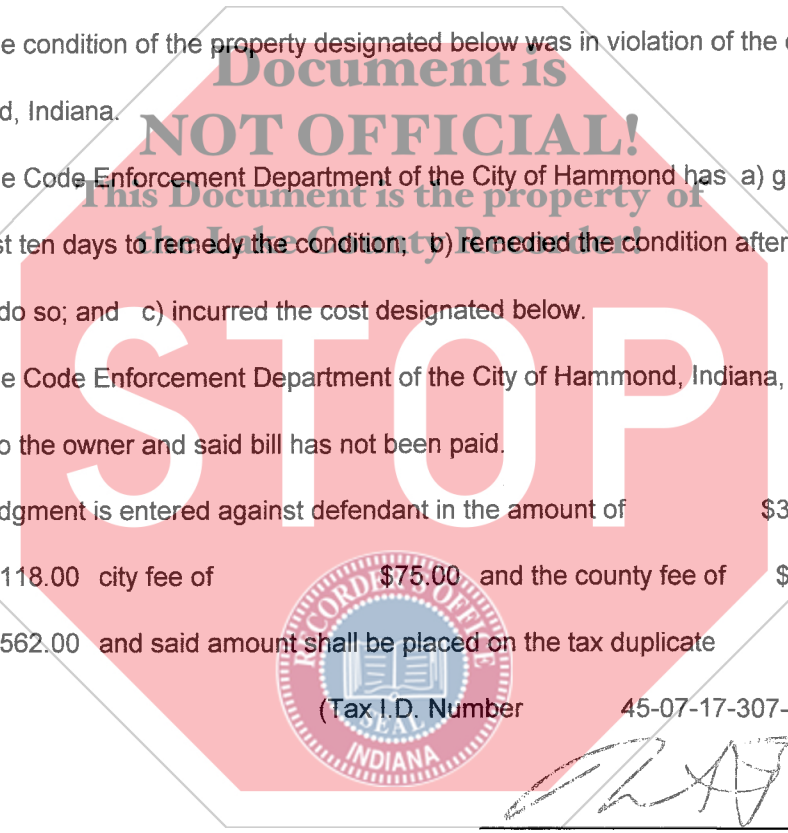 e condition of the property designated below was in violation of the
Document is
d, Indiana.
NOT OFFICIAL!
e Code Enforcement Department of the City of Hammond has a) g
This Document is the property of
st ten days to remedy the condition; b) remedied the condition after
the Lake County Recorder!
do so; and c) incurred the cost designated below.
STOP
e Code Enforcement Department of the City of Hammond, Indiana,
o the owner and said bill has not been paid.
dgment is entered against defendant in the amount of $3
118.00 city fee of $75.00 and the county fee of $
562.00 and said amount shall be placed on the tax duplicate
(Tax I.D. Number 45-07-17-307-
RECORDER'S OFFICE
SEAL
INDIANA